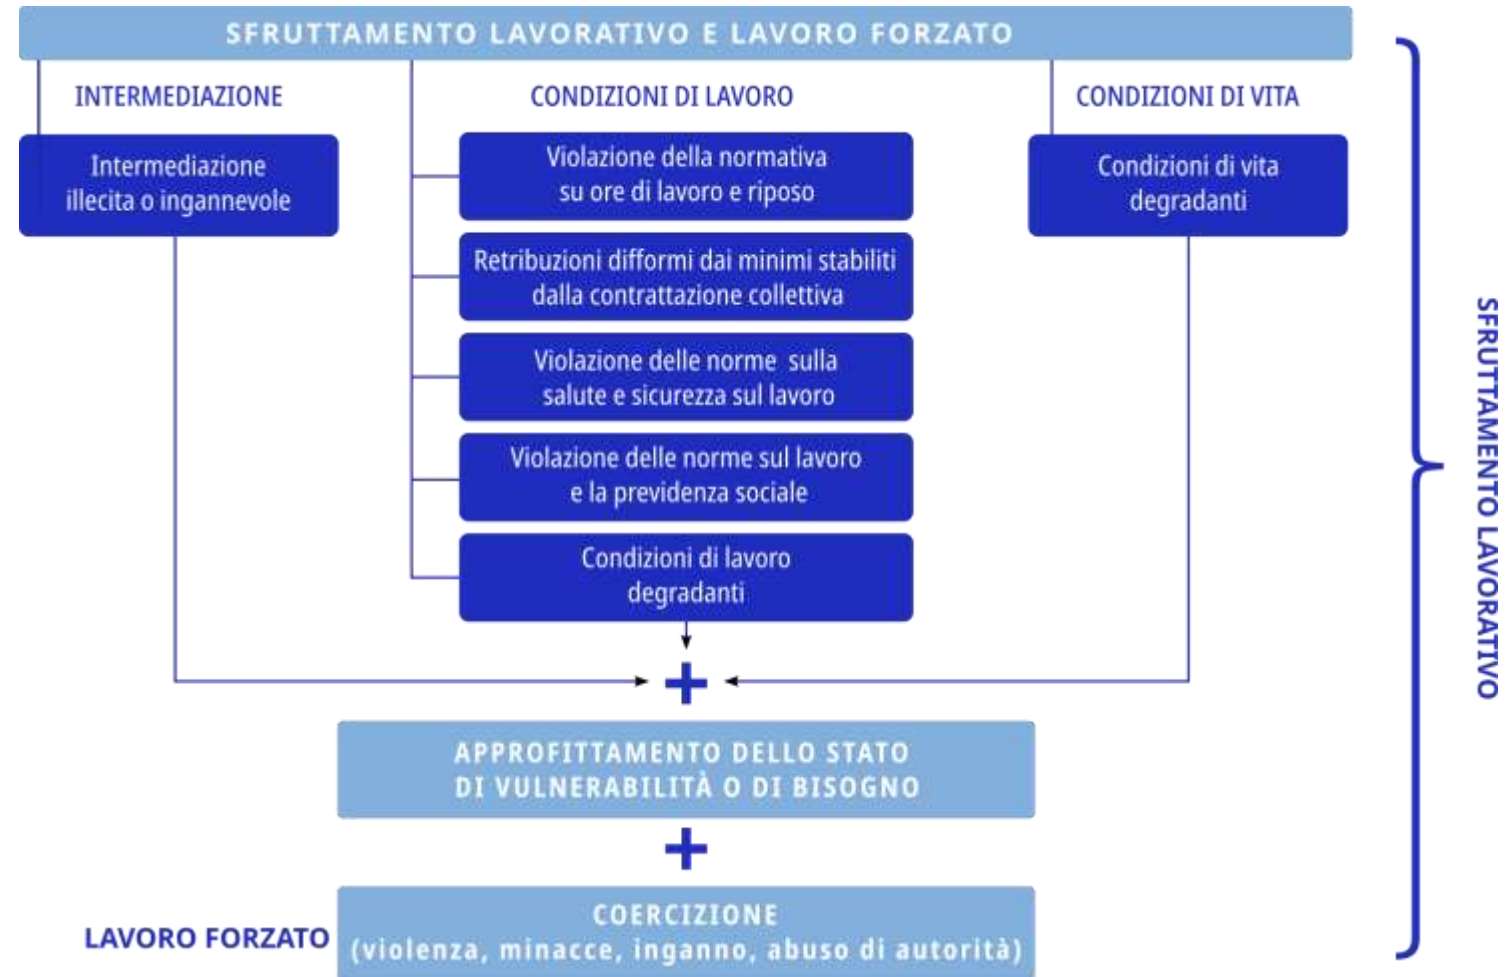 SFRUTTAMENTO LAVORATIVO E LAVORO FORZATO
INTERMEDIAZIONE
Intermediazione
illecita o ingannevole
CONDIZIONI DI LAVORO
Violazione della normativa
su ore di lavoro e riposo
Retribuzioni difformi dai minimi stabiliti
dalla contrattazione collettiva
Violazione delle norme sulla
salute e sicurezza sul lavoro
Violazione delle norme sul lavoro
e la previdenza sociale
Condizioni di lavoro
degradanti
CONDIZIONI DI VITA
Condizioni di vita
degradanti
+
APPROFITTAMENTO DELLO STATO
DI VULNERABILITÀ O DI BISOGNO
+
LAVORO FORZATO
COERCIZIONE
(violenza, minacce, inganno, abuso di autorità)
SFRUTTAMENTO LAVORATIVO